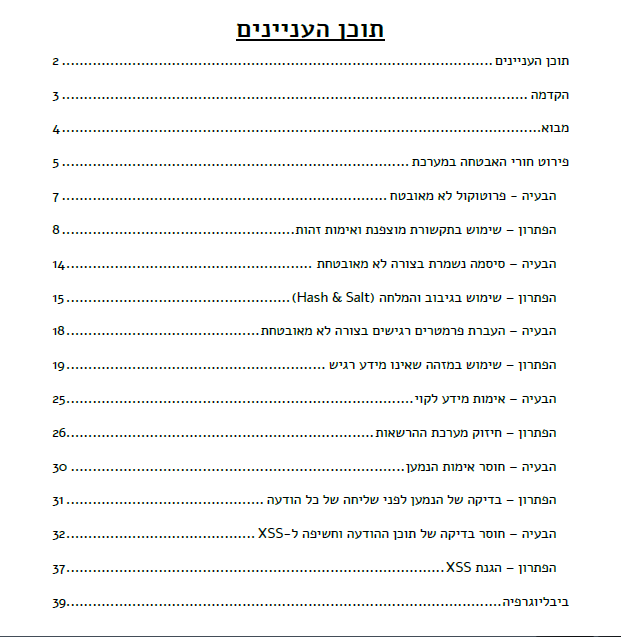 תוכן העניינים
תוכן העניינים ........ 2
הקדמה ........ 3
מבוא ........ 4
פירוט חורי האבטחה במערכת ........ 5
הבעיה - פרוטוקול לא מאובטח ........ 7
הפתרון – שימוש בתקשורת מוצפנת ואימות זהות ........ 8
הבעיה – סיסמה נשמרת בצורה לא מאובטחת ........ 14
הפתרון – שימוש בגיבוב והמלחה (Hash & Salt) ........ 15
הבעיה – העברת פרמטרים רגישים בצורה לא מאובטחת ........ 18
הפתרון – שימוש במזהה שאינו מידע רגיש ........ 19
הבעיה – אימות מידע לקוי ........ 25
הפתרון – חיזוק מערכת ההרשאות ........ 26
הבעיה – חוסר אימות הנמען ........ 30
הפתרון – בדיקה של הנמען לפני שליחה של כל הודעה ........ 31
הבעיה – חוסר בדיקה של תוכן ההודעה וחשיפה ל-XSS ........ 32
הפתרון – הגנת XSS ........ 37
ביבליוגרפיה ........ 39